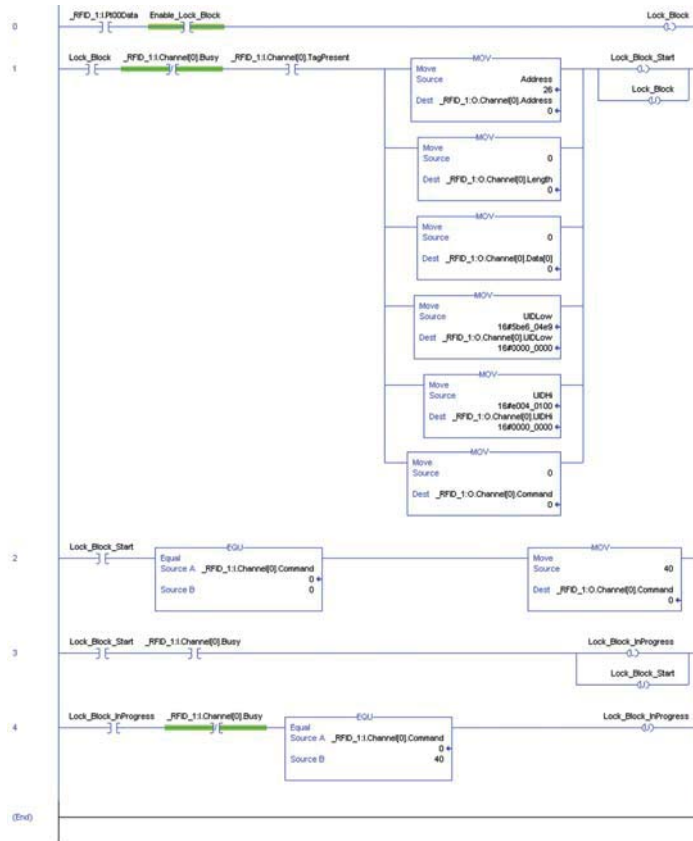 _RFID_1:I.Pt00Data Enable_Lock_Block Lock_Block
0
Lock_Block _RFID_1:I.Channel[0].Busy _RFID_1:I.Channel[0].TagPresent Lock_Block_Start
1
Lock_Block
MOV
Move
Source Address
26
Dest _RFID_1:O.Channel[0].Address
0
MOV
Move
Source 0
Dest _RFID_1:O.Channel[0].Length
0
MOV
Move
Source 0
Dest _RFID_1:O.Channel[0].Data[0]
0
MOV
Move
Source UIDLow
16#5be6_04e9
Dest _RFID_1:O.Channel[0].UIDLow
16#0000_0000
MOV
Move
Source UIDHi
16#e004_0100
Dest _RFID_1:O.Channel[0].UIDHi
16#0000_0000
MOV
Move
Source 0
Dest _RFID_1:O.Channel[0].Command
0
2
Lock_Block_Start
EQU
Equal
Source A _RFID_1:I.Channel[0].Command
0
Source B 0
MOV
Move
Source 40
Dest _RFID_1:O.Channel[0].Command
0
Lock_Block_Start _RFID_1:I.Channel[0].Busy Lock_Block_InProgress
3
L
Lock_Block_Start
U
Lock_Block_InProgress _RFID_1:I.Channel[0].Busy Lock_Block_InProgress
4
EQU
Equal
Source A _RFID_1:I.Channel[0].Command
0
Source B 40
U
(End)